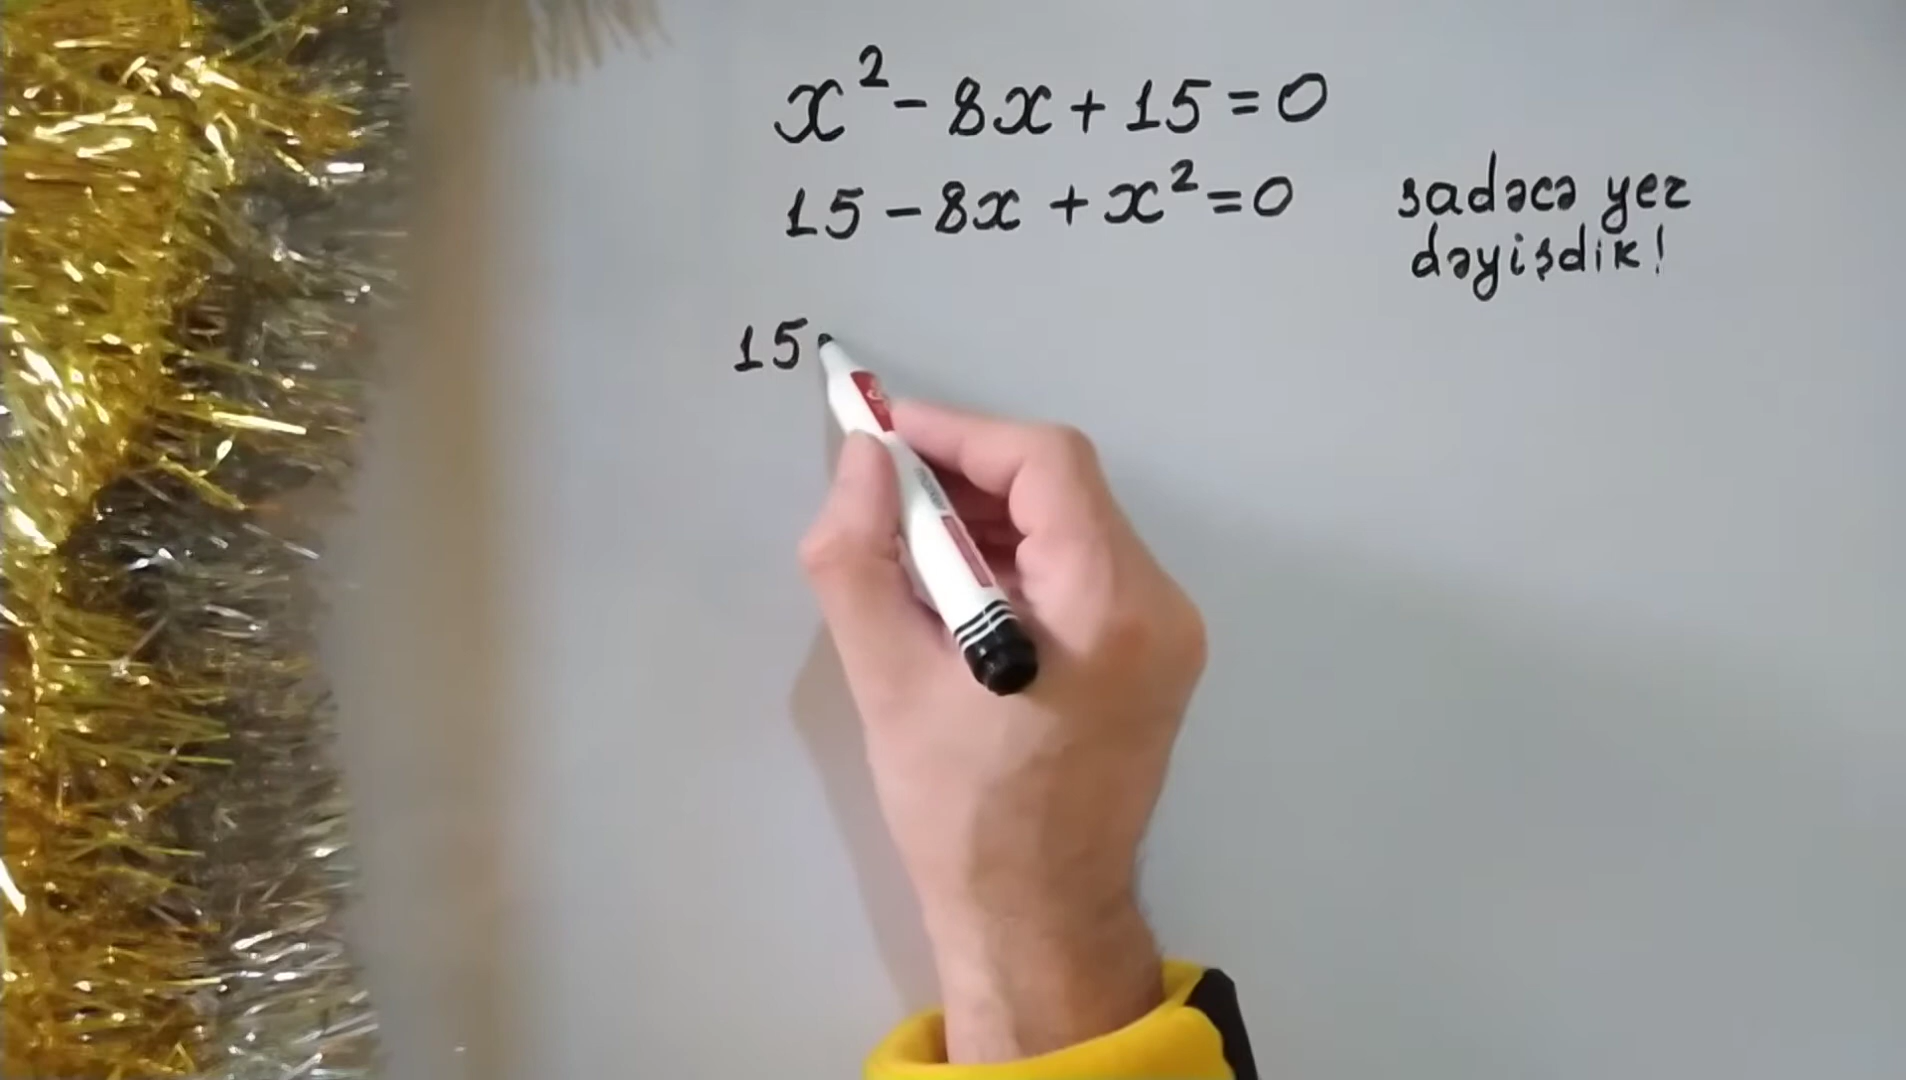 x² - 8x + 15 = 0
15 - 8x + x² = 0
sadəcə yer
dəyişdik!
15